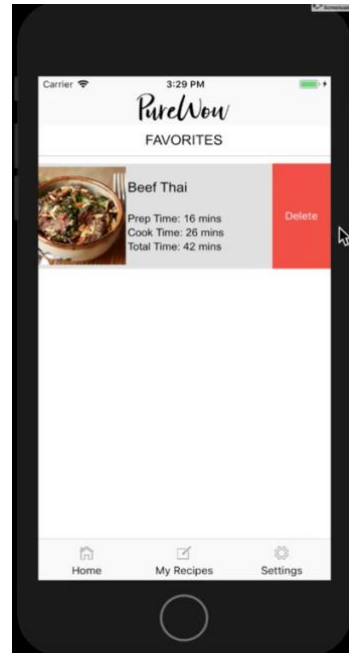 Carrier
3:29 PM
PureWow
FAVORITES
Beef Thai
Prep Time: 16 mins
Cook Time: 26 mins
Total Time: 42 mins
Delete
Home
My Recipes
Settings